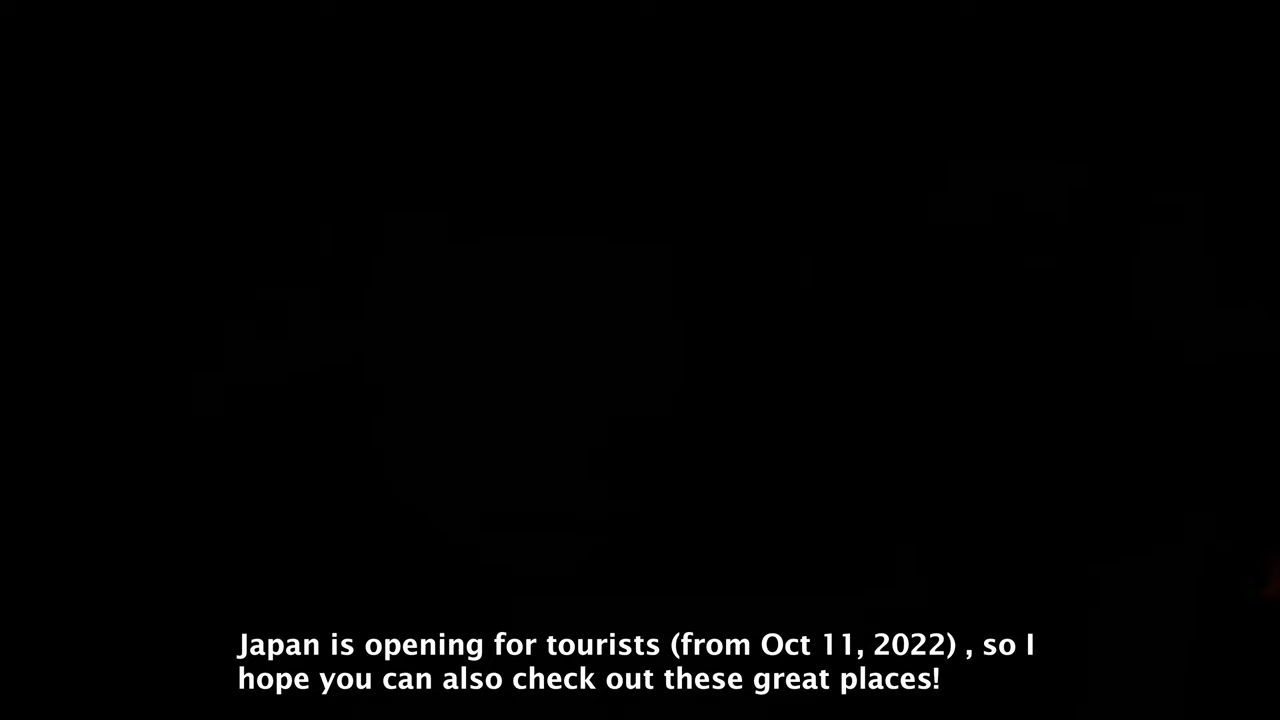 Japan is opening for tourists (from Oct 11, 2022) , so I
hope you can also check out these great places!